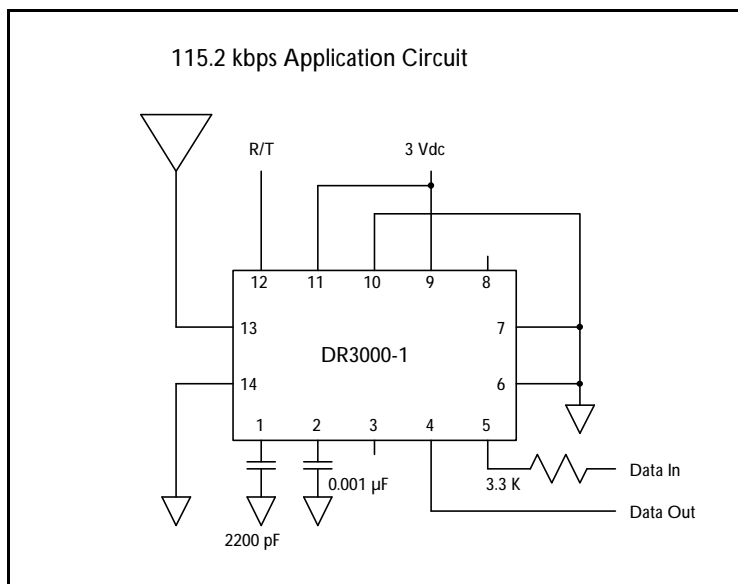 115.2 kbps Application Circuit
R/T
3 Vdc
12 11 10 9 8
13
7
DR3000-1
14
6
1 2 3 4 5
0.001 µF
3.3 K
Data In
Data Out
2200 pF